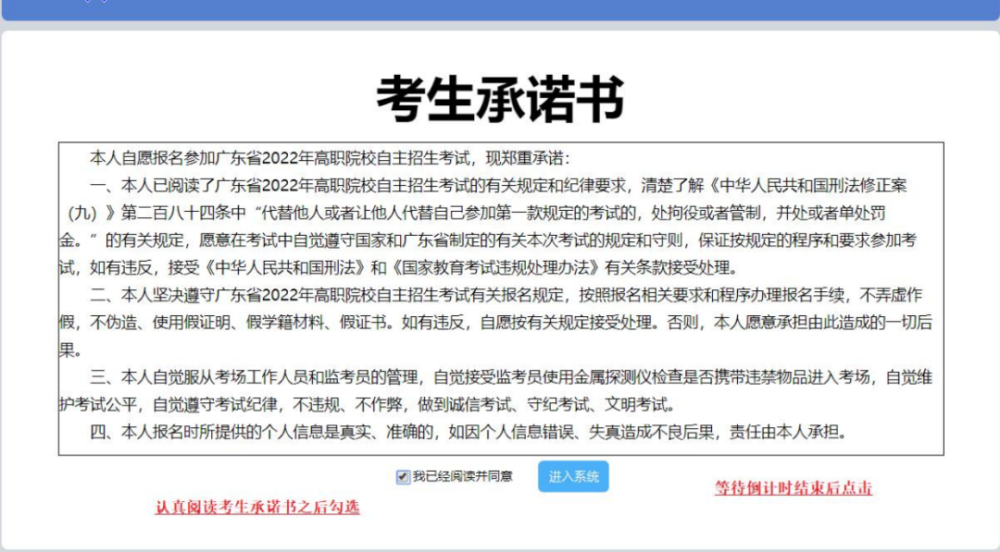 考生承诺书
本人自愿报名参加广东省2022年高职院校自主招生考试，现郑重承诺：
一、本人已阅读了广东省2022年高职院校自主招生考试的有关规定和纪律要求，清楚了解《中华人民共和国刑法修正案
（九）》第二百八十四条中“代替他人或者让他人代替自己参加第一款规定的考试的，处拘役或者管制，并处或者单处罚
金。”的有关规定，愿意在考试中自觉遵守国家和广东省制定的有关本次考试的规定和守则，保证按规定的程序和要求参加考
试，如有违反，接受《中华人民共和国刑法》和《国家教育考试违规处理办法》有关条款接受处理。
二、本人坚决遵守广东省2022年高职院校自主招生考试有关报名规定，按照报名相关要求和程序办理报名手续，不弄虚作
假，不伪造、使用假证明、假学籍材料、假证书。如有违反，自愿按有关规定接受处理。否则，本人愿意承担由此造成的一切后
果。
三、本人自觉服从考场工作人员和监考员的管理，自觉接受监考员使用金属探测仪检查是否携带违禁物品进入考场，自觉维
护考试公平，自觉遵守考试纪律，不违规、不作弊，做到诚信考试、守纪考试、文明考试。
四、本人报名时所提供的个人信息是真实、准确的，如因个人信息错误、失真造成不良后果，责任由本人承担。
我已经阅读并同意 进入系统
等待倒计时结束后点击
认真阅读考生承诺书之后勾选